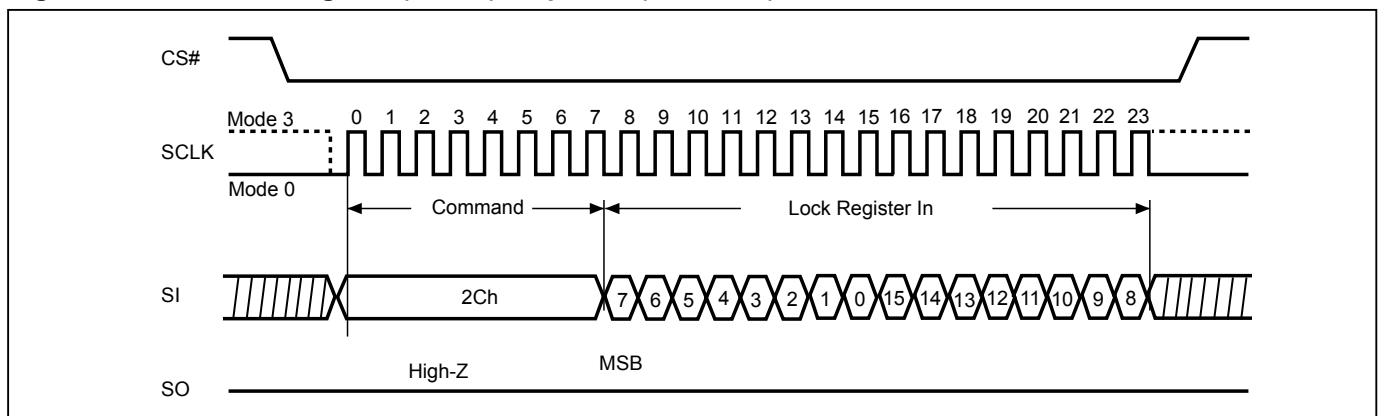 CS#
Mode 3 0 1 2 3 4 5 6 7 8 9 10 11 12 13 14 15 16 17 18 19 20 21 22 23
SCLK
Mode 0
Command Lock Register In
SI 2Ch 7 6 5 4 3 2 1 0 15 14 13 12 11 10 9 8
High-Z MSB
SO